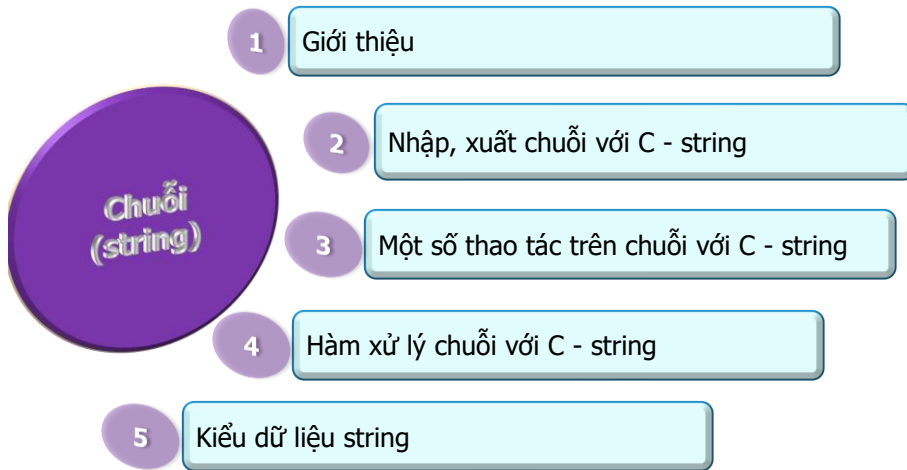 Chuỗi
(string)
1
Giới thiệu
2
Nhập, xuất chuỗi với C - string
3
Một số thao tác trên chuỗi với C - string
4
Hàm xử lý chuỗi với C - string
5
Kiểu dữ liệu string